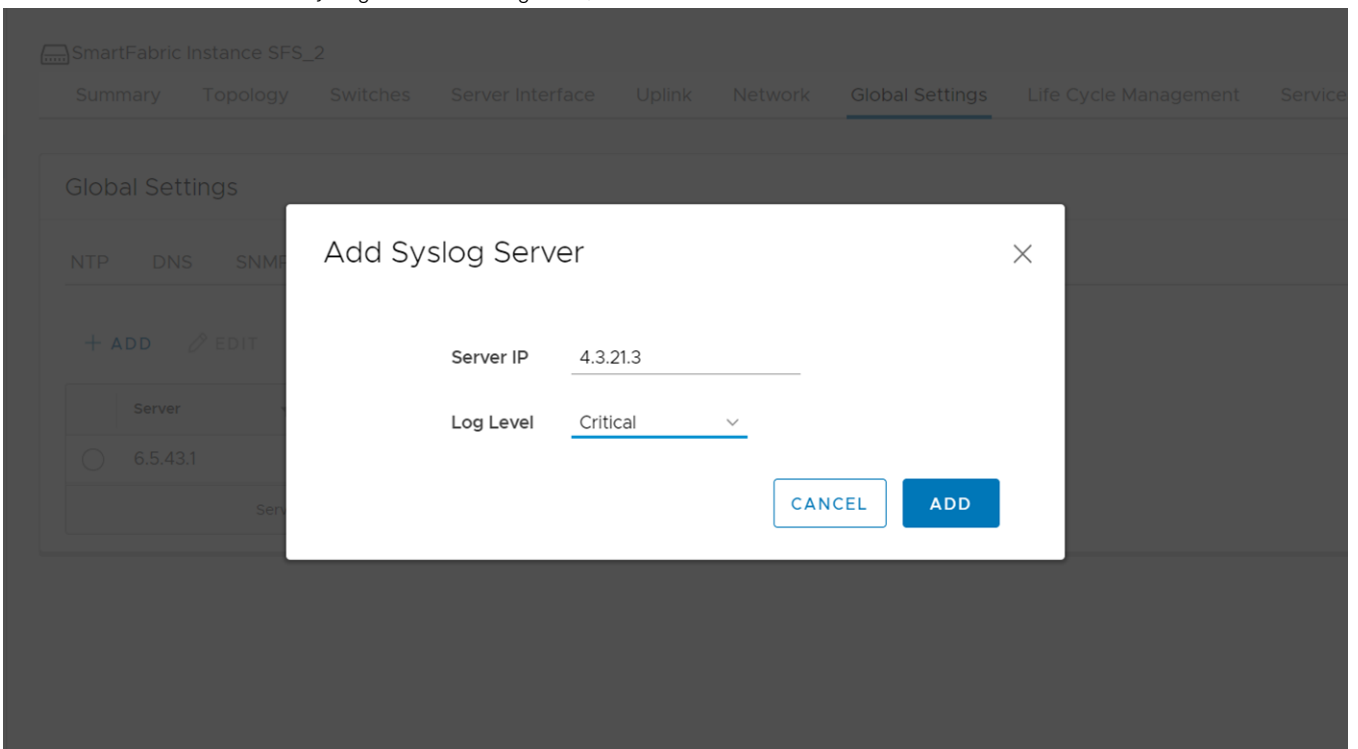 SmartFabric Instance SFS_2
Summary Topology Switches Server Interface Uplink Network Global Settings Life Cycle Management Service
Global Settings
NTP DNS SNMP
Add Syslog Server
+ ADD EDIT
Server IP 4.3.21.3
Server
Log Level Critical
6.5.43.1
CANCEL ADD
Serv